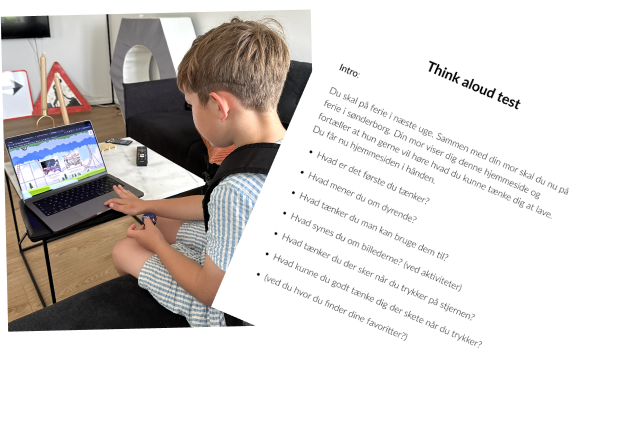 Think aloud test
Intro:
Du skal på ferie i næste uge. Sammen med din mor skal du nu på
ferie i sønderborg. Din mor viser dig denne hjemmeside og
fortæller at hun gerne vil høre hvad du kunne tænke dig at lave.
Du får nu hjemmesiden i hånden.
• Hvad er det første du tænker?
• Hvad mener du om dyrende?
• Hvad tænker du man kan bruge dem til?
• Hvad synes du om billederne? (ved aktiviteter)
• Hvad tænker du der sker når du trykker på stjernen?
• Hvad kunne du godt tænke dig der skete når du trykker?
• (ved du hvor du finder dine favoritter?)